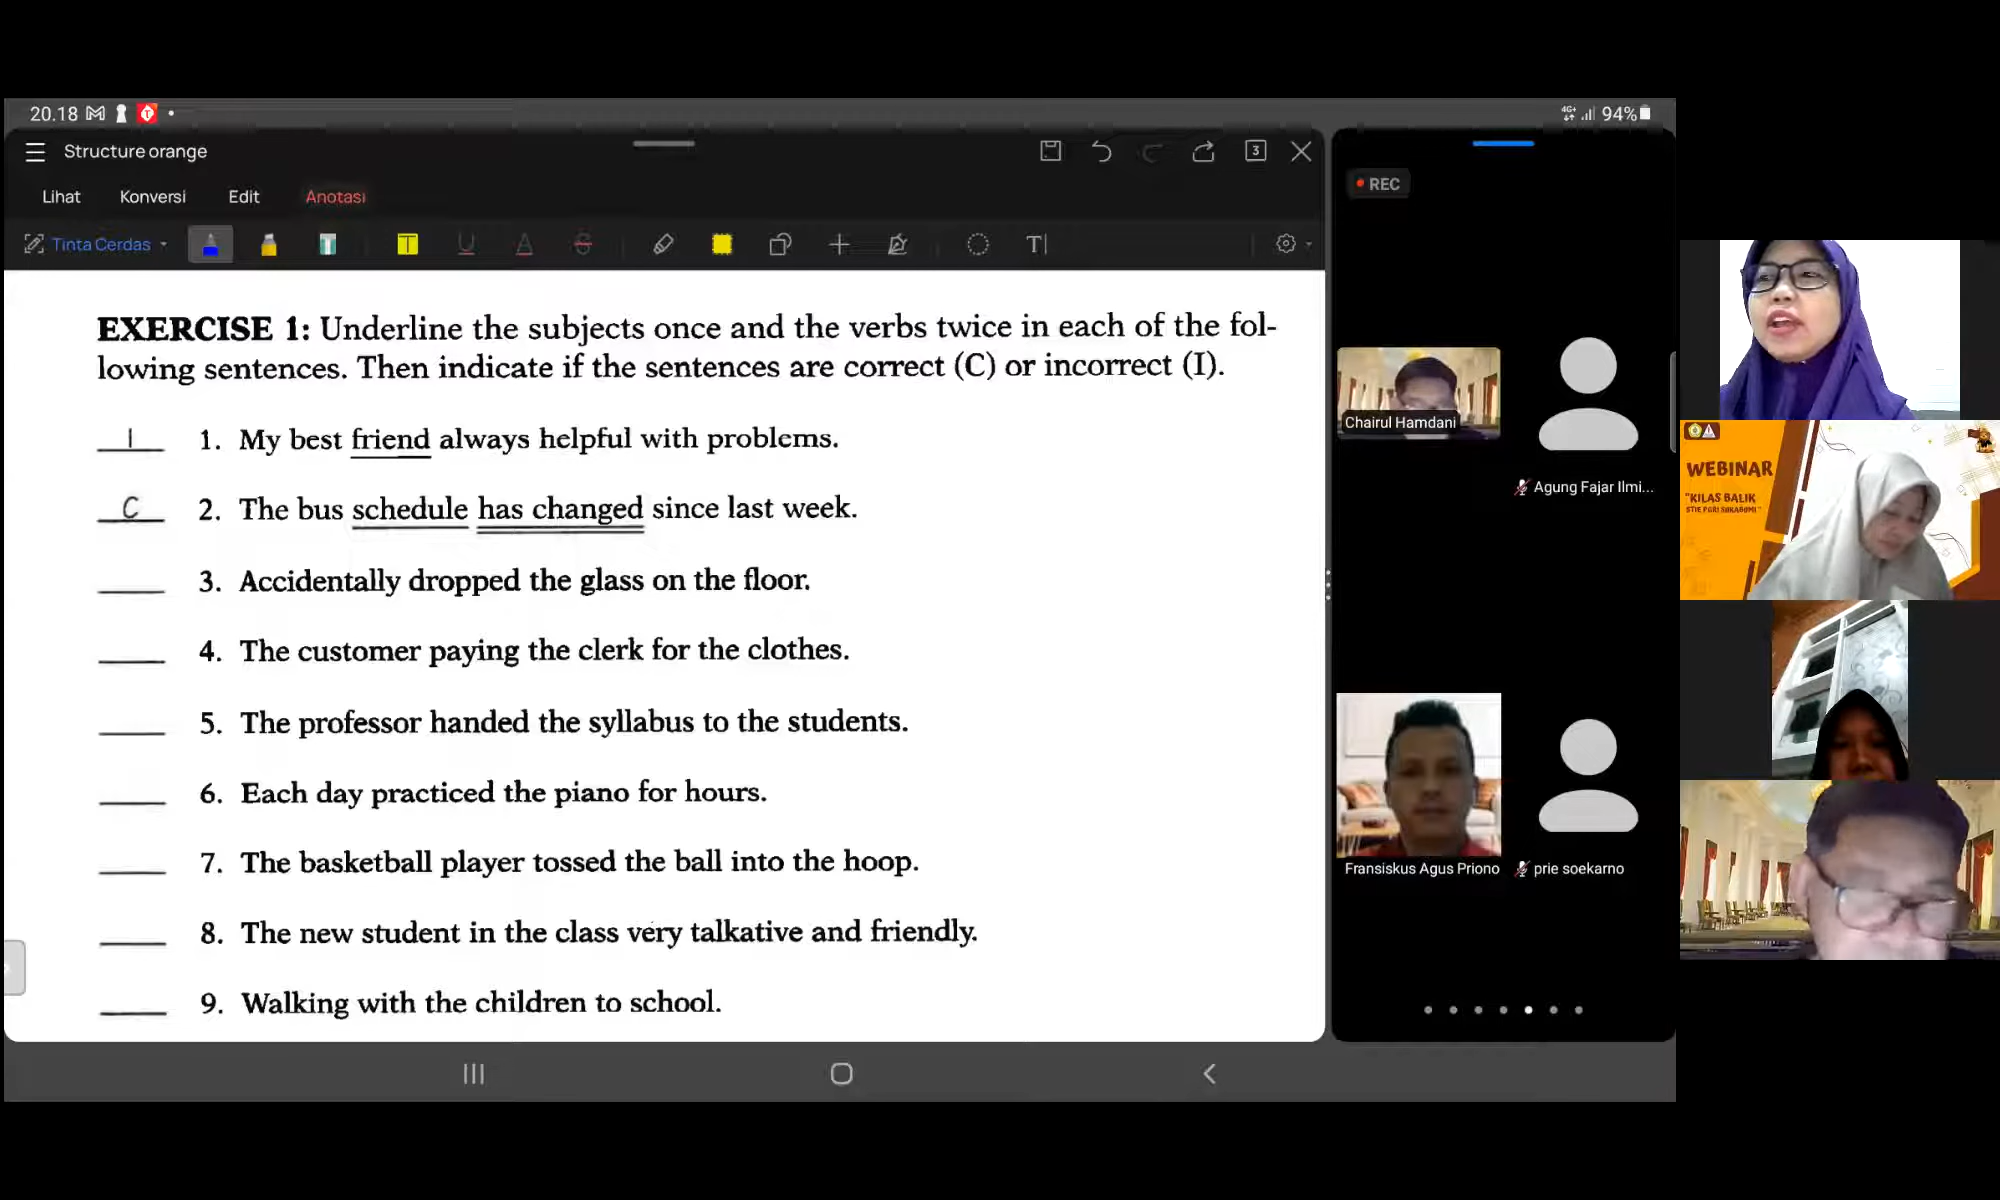 20.18
4G+ 94%
Structure orange
3
Lihat Konversi Edit Anotasi
Tinta Cerdas
EXERCISE 1: Underline the subjects once and the verbs twice in each of the fol-
lowing sentences. Then indicate if the sentences are correct (C) or incorrect (I).
I 1. My best friend always helpful with problems.
C 2. The bus schedule has changed since last week.
3. Accidentally dropped the glass on the floor.
4. The customer paying the clerk for the clothes.
5. The professor handed the syllabus to the students.
6. Each day practiced the piano for hours.
7. The basketball player tossed the ball into the hoop.
8. The new student in the class very talkative and friendly.
9. Walking with the children to school.
REC
Chairul Hamdani
Agung Fajar Ilmi...
Fransiskus Agus Priono
prie soekarno
WEBINAR
"KILAS BALIK
STIE PGRI SUKABUMI"